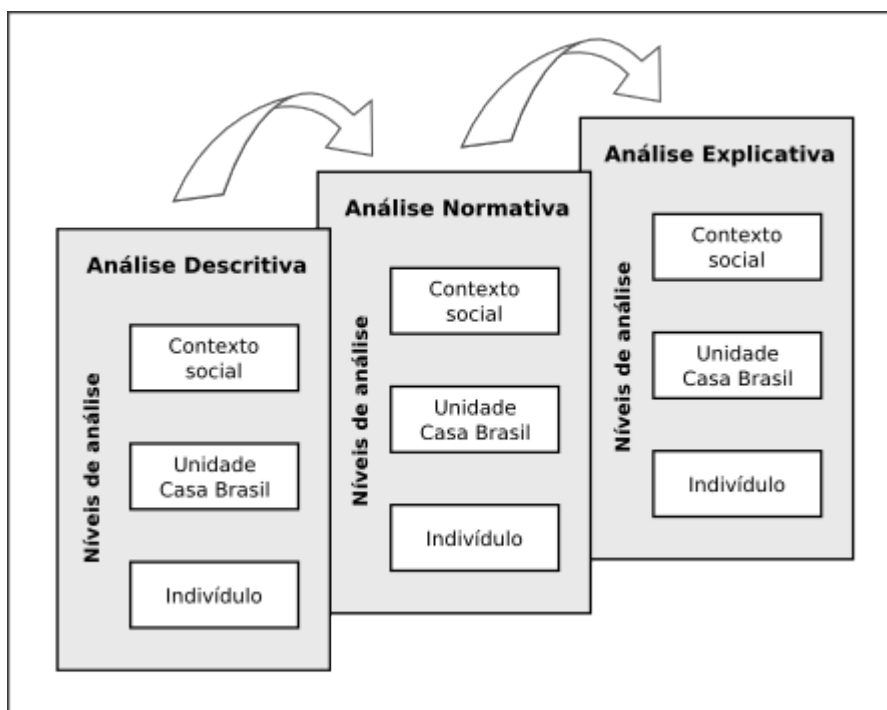 Análise Descritiva
Níveis de análise
Contexto
social
Unidade
Casa Brasil
Indivídulo
Análise Normativa
Níveis de análise
Contexto
social
Unidade
Casa Brasil
Indivídulo
Análise Explicativa
Níveis de análise
Contexto
social
Unidade
Casa Brasil
Indivídulo